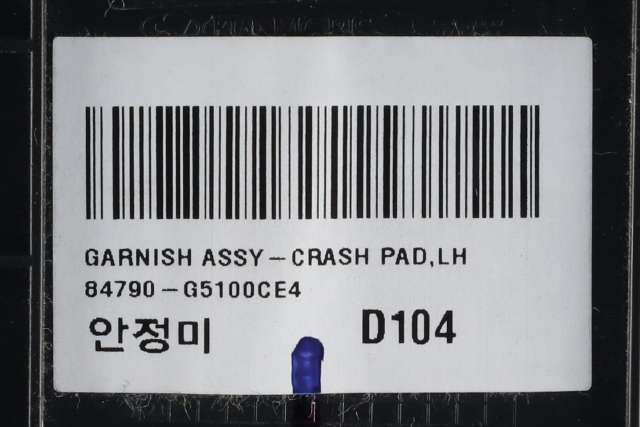 GARNISH ASSY-CRASH PAD,LH
84790-G5100CE4
안정미 D104